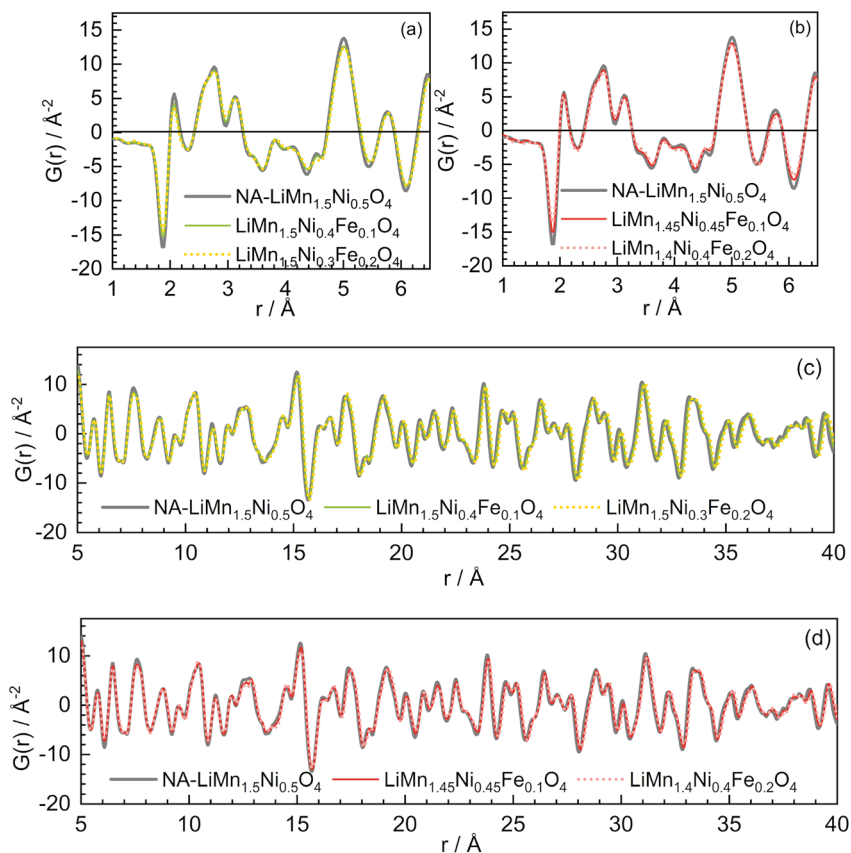 (a)
G(r) / Å⁻²
15
10
5
0
-5
-10
-15
-20
NA-LiMn₁.₅Ni₀.₅O₄
LiMn₁.₅Ni₀.₄Fe₀.₁O₄
LiMn₁.₅Ni₀.₃Fe₀.₂O₄
1 2 3 4 5 6
r / Å
(b)
G(r) / Å⁻²
15
10
5
0
-5
-10
-15
-20
NA-LiMn₁.₅Ni₀.₅O₄
LiMn₁.₄₅Ni₀.₄₅Fe₀.₁O₄
LiMn₁.₄Ni₀.₄Fe₀.₂O₄
1 2 3 4 5 6
r / Å
(c)
G(r) / Å⁻²
10
0
-10
-20
NA-LiMn₁.₅Ni₀.₅O₄ LiMn₁.₅Ni₀.₄Fe₀.₁O₄ LiMn₁.₅Ni₀.₃Fe₀.₂O₄
5 10 15 20 25 30 35 40
r / Å
(d)
G(r) / Å⁻²
10
0
-10
-20
NA-LiMn₁.₅Ni₀.₅O₄ LiMn₁.₄₅Ni₀.₄₅Fe₀.₁O₄ LiMn₁.₄Ni₀.₄Fe₀.₂O₄
5 10 15 20 25 30 35 40
r / Å